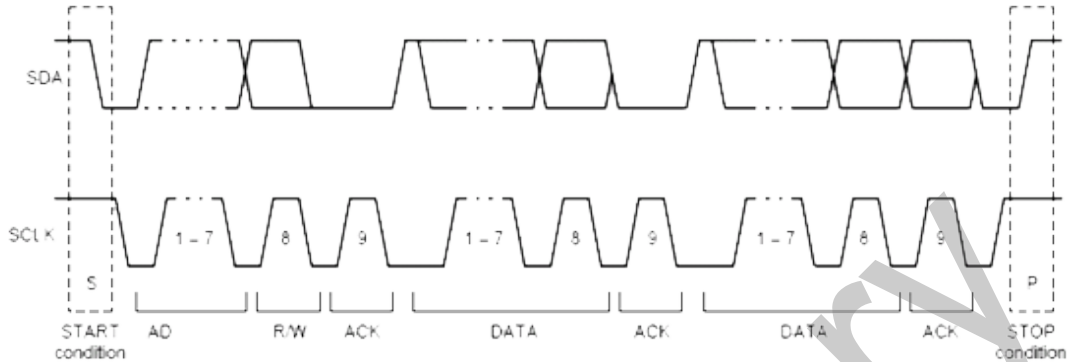 SDA
SCLK
1 – 7 8 9 1 – 7 8 9 1 – 7 8 9
S P
START condition AD R/W ACK DATA ACK DATA ACK STOP condition
ry